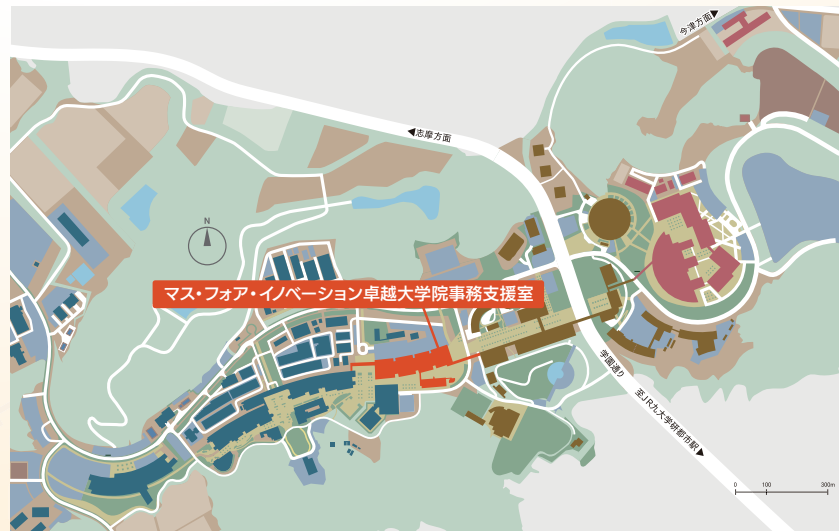 今津方面▶
◀志摩方面
N
マス・フォア・イノベーション卓越大学院事務支援室
学園通り
至JR九大学研都市駅▶
0 100 300m